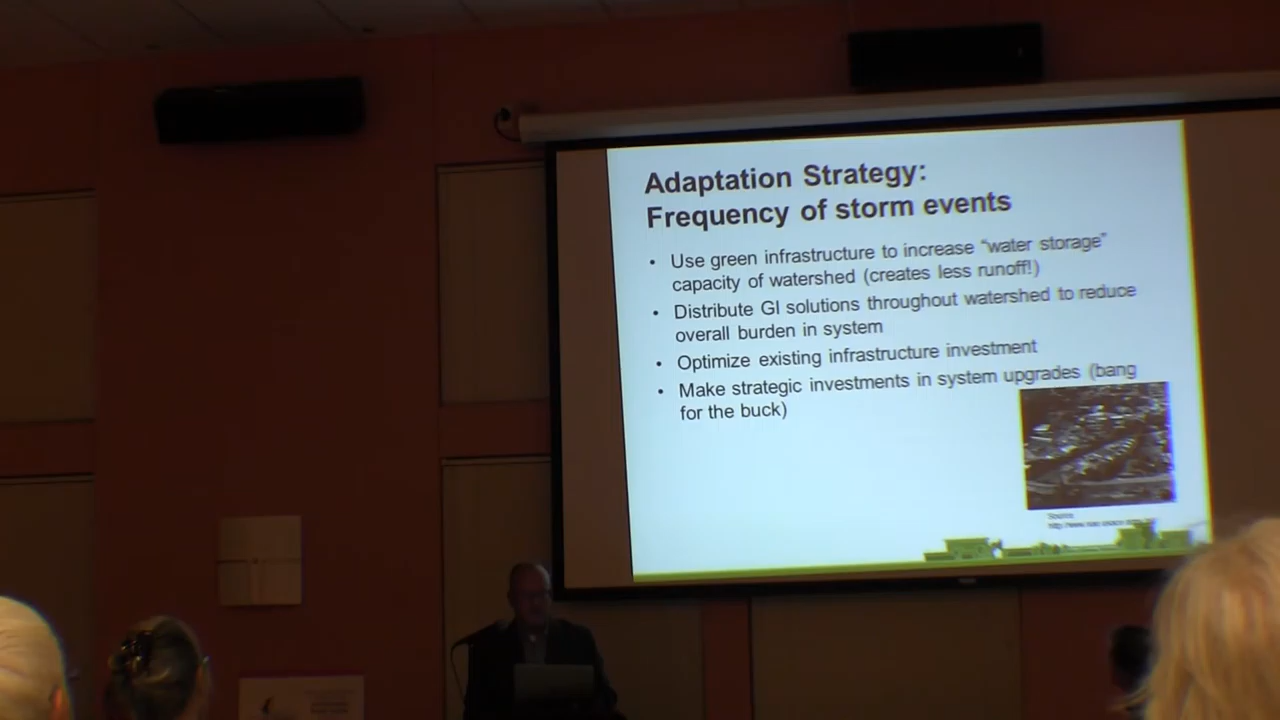 Adaptation Strategy:
Frequency of storm events
• Use green infrastructure to increase “water storage”
capacity of watershed (creates less runoff!)
• Distribute GI solutions throughout watershed to reduce
overall burden in system
• Optimize existing infrastructure investment
• Make strategic investments in system upgrades (bang
for the buck)
Source